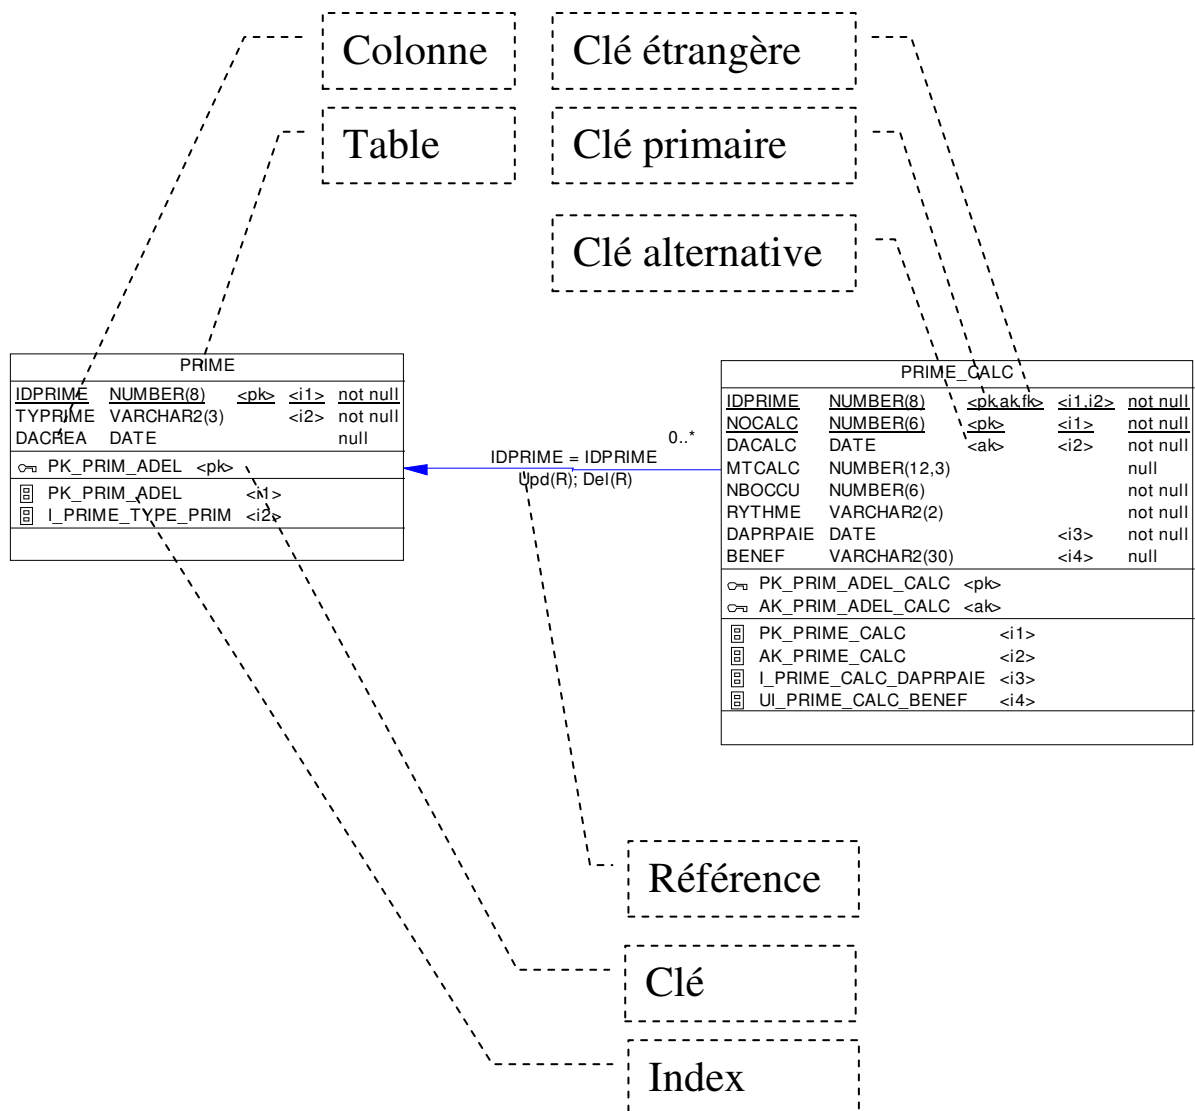 Colonne
Clé étrangère
Table
Clé primaire
Clé alternative
PRIME
IDPRIME NUMBER(8) <pk> <i1> not null
TYPRIME VARCHAR2(3) <i2> not null
DACREA DATE null
PK_PRIM_ADEL <pk>
PK_PRIM_ADEL <i1>
I_PRIME_TYPE_PRIM <i2>
0..*
IDPRIME = IDPRIME
Upd(R); Del(R)
PRIME_CALC
IDPRIME NUMBER(8) <pk,ak,fk> <i1,i2> not null
NOCALC NUMBER(6) <pk> <i1> not null
DACALC DATE <ak> <i2> not null
MTCALC NUMBER(12,3) null
NBOCCU NUMBER(6) not null
RYTHME VARCHAR2(2) not null
DAPRPAIE DATE <i3> not null
BENEF VARCHAR2(30) <i4> null
PK_PRIM_ADEL_CALC <pk>
AK_PRIM_ADEL_CALC <ak>
PK_PRIME_CALC <i1>
AK_PRIME_CALC <i2>
I_PRIME_CALC_DAPRPAIE <i3>
UI_PRIME_CALC_BENEF <i4>
Référence
Clé
Index